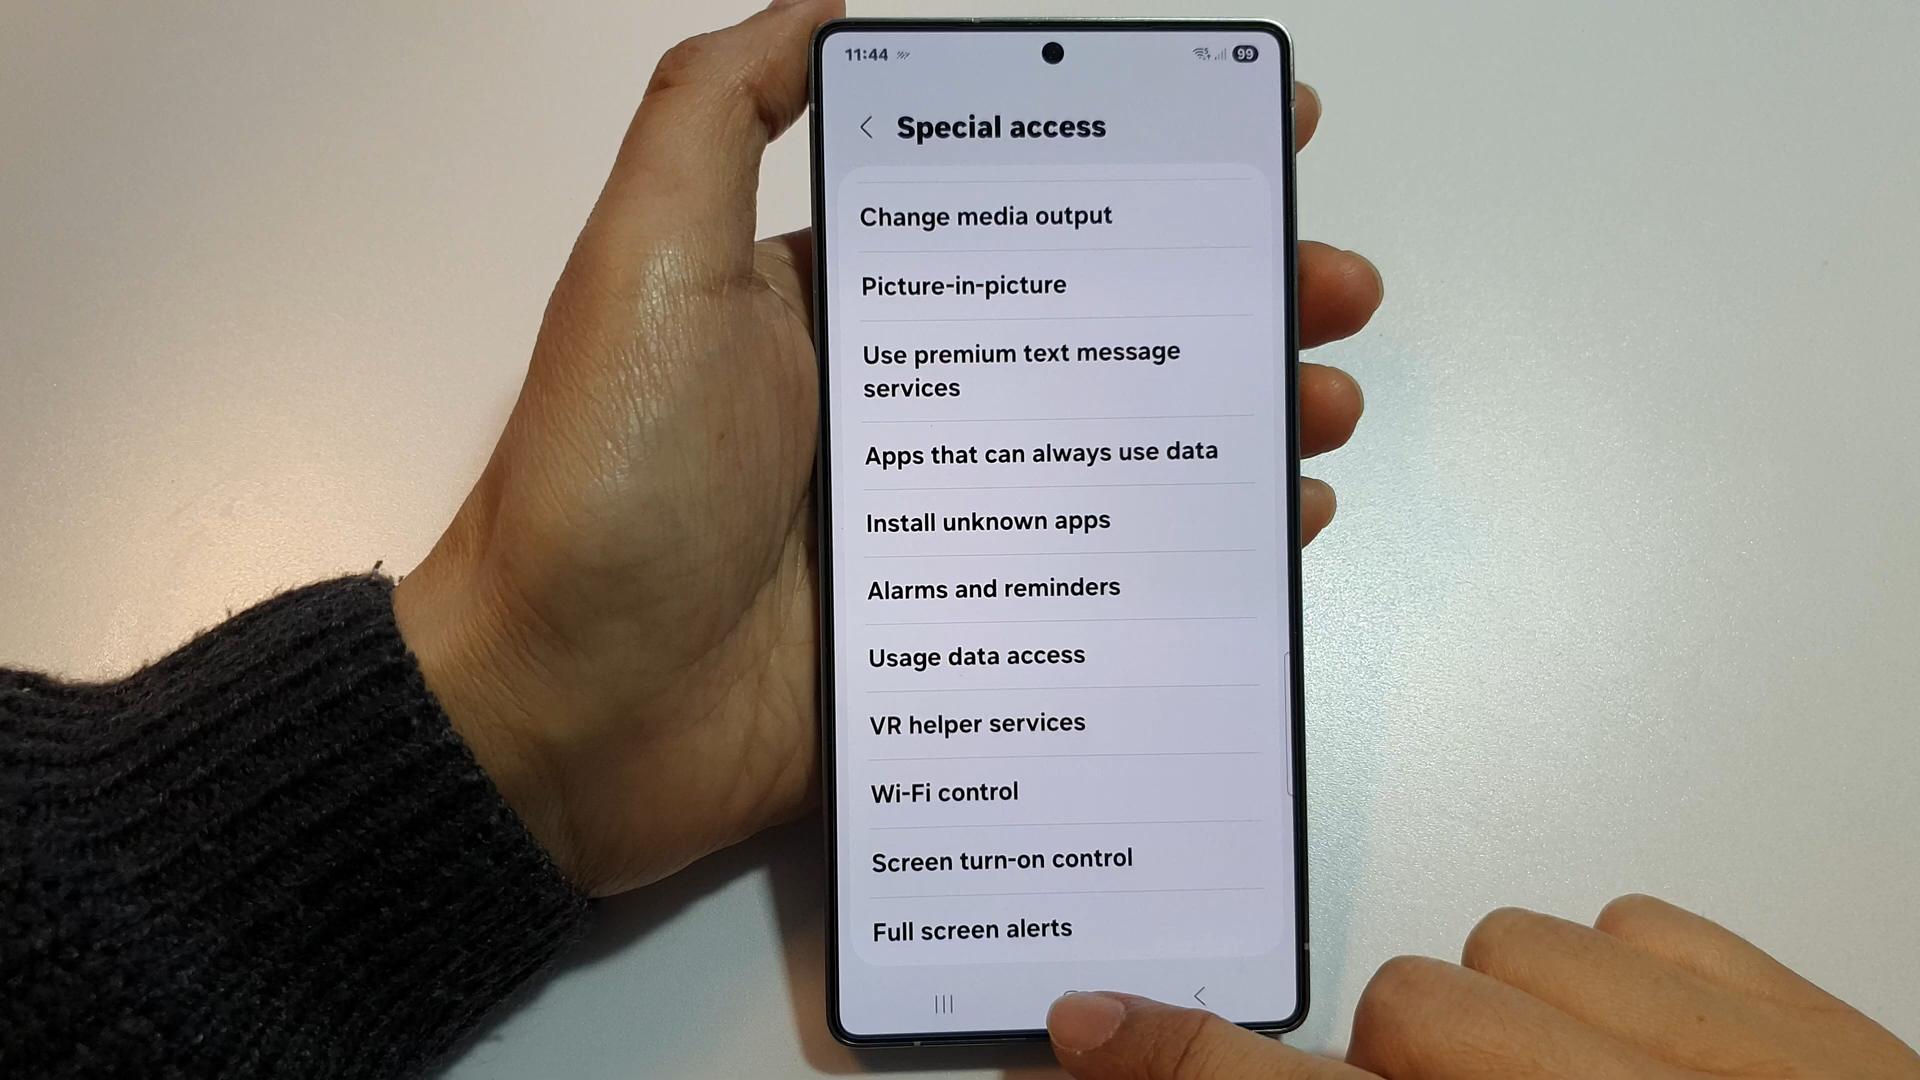 11:44
99
Special access
Change media output
Picture-in-picture
Use premium text message
services
Apps that can always use data
Install unknown apps
Alarms and reminders
Usage data access
VR helper services
Wi-Fi control
Screen turn-on control
Full screen alerts